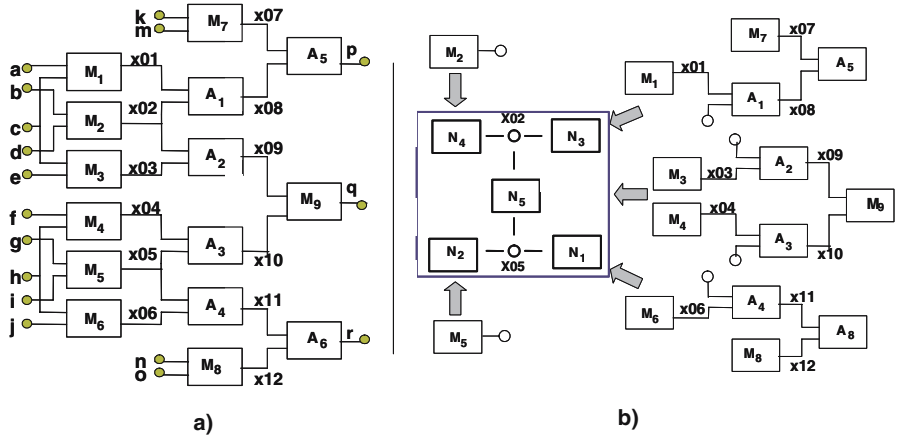 k
m
M7
x07
A5
p
a
b
c
d
e
M1
x01
M2
x02
M3
x03
A1
x08
A2
x09
M9
q
f
g
h
i
j
M4
x04
M5
x05
M6
x06
A3
x10
A4
x11
A6
r
n
o
M8
x12
a)
M2
N4
X02
N3
N5
N2
X05
N1
M5
M7
x07
A5
M1
x01
A1
x08
M3
x03
A2
x09
M9
M4
x04
A3
x10
M6
x06
A4
x11
A8
M8
x12
b)